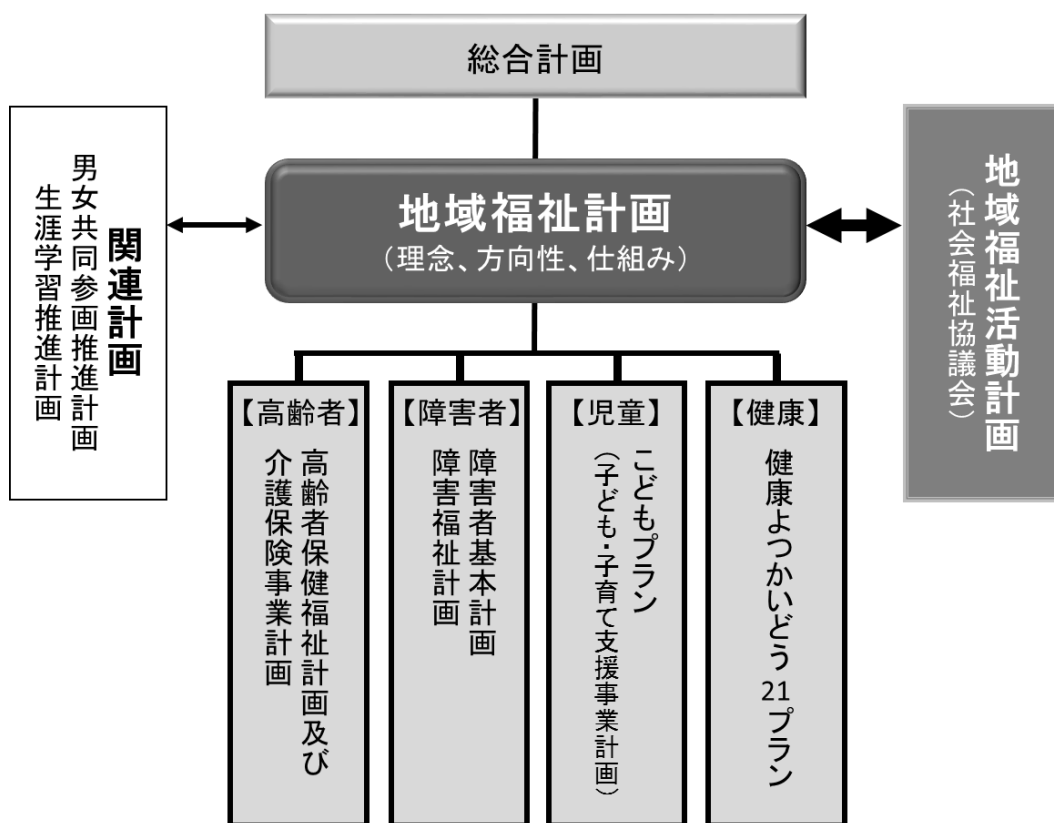 総合計画
関連計画
男女共同参画推進計画
生涯学習推進計画
地域福祉計画
(理念、方向性、仕組み)
地域福祉活動計画
(社会福祉協議会)
【高齢者】
高齢者保健福祉計画及び
介護保険事業計画
【障害者】
障害者基本計画
障害福祉計画
【児童】
こどもプラン
(子ども・子育て支援事業計画)
【健康】
健康よつかいどう21プラン